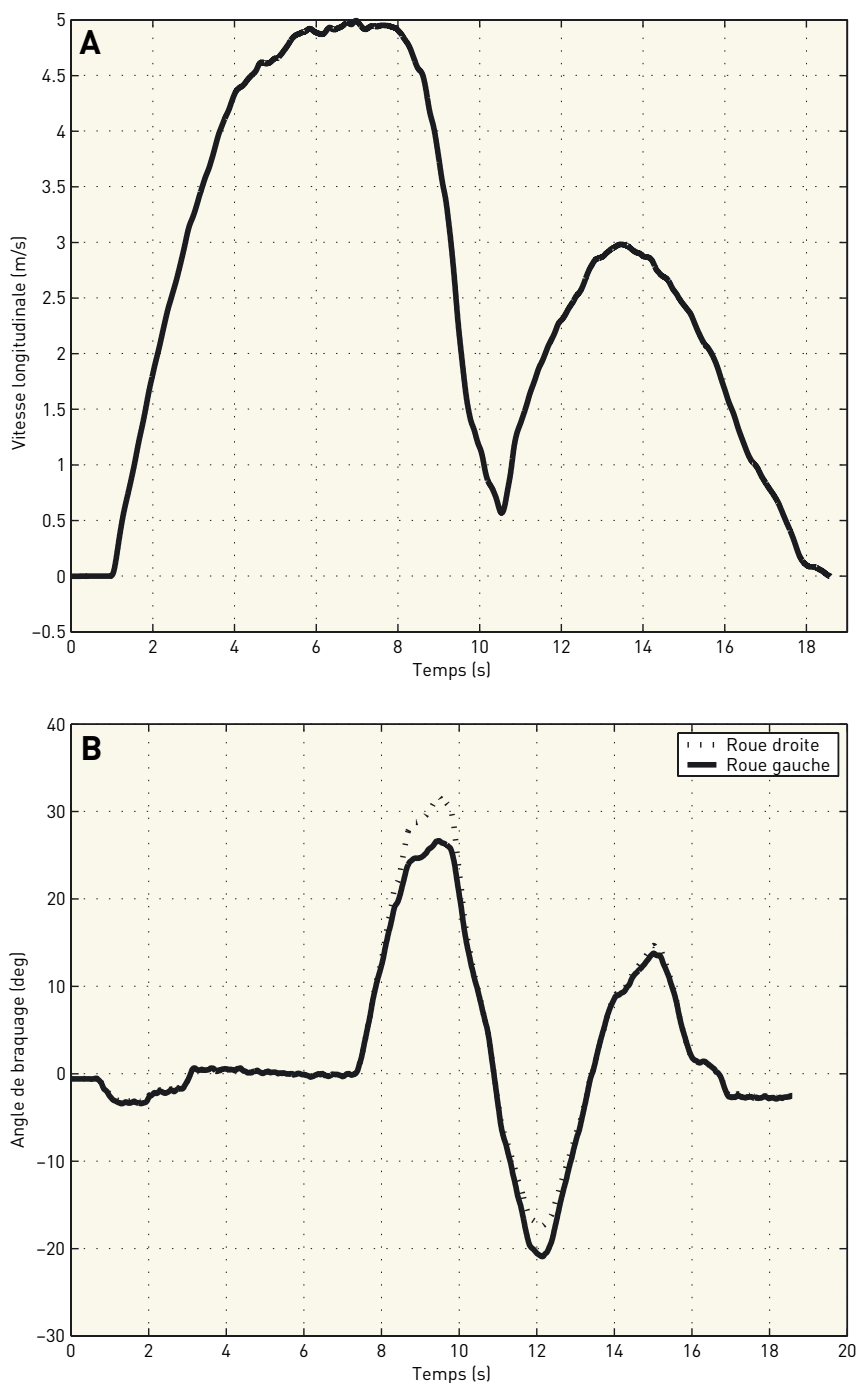 A
5
4.5
4
3.5
3
2.5
2
1.5
1
0.5
0
−0.5
Vitesse longitudinale (m/s)
0 2 4 6 8 10 12 14 16 18
Temps (s)
B
Roue droite
Roue gauche
40
30
20
10
0
−10
−20
−30
Angle de braquage (deg)
0 2 4 6 8 10 12 14 16 18 20
Temps (s)